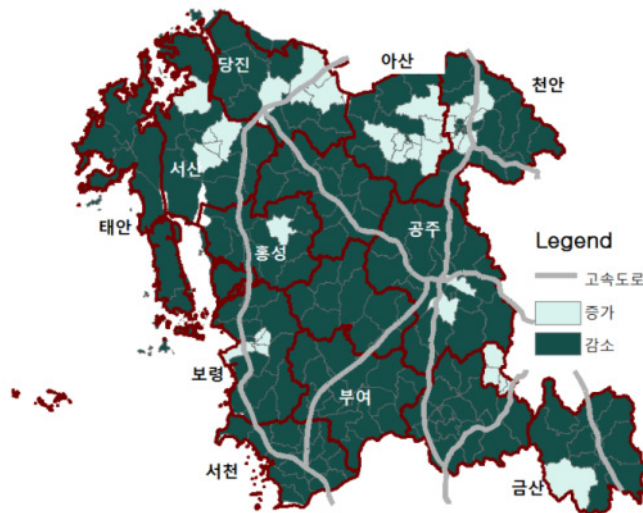 아산
당진
천안
서산
태안
공주
홍성
Legend
고속도로
증가
감소
보령
부여
서천
금산